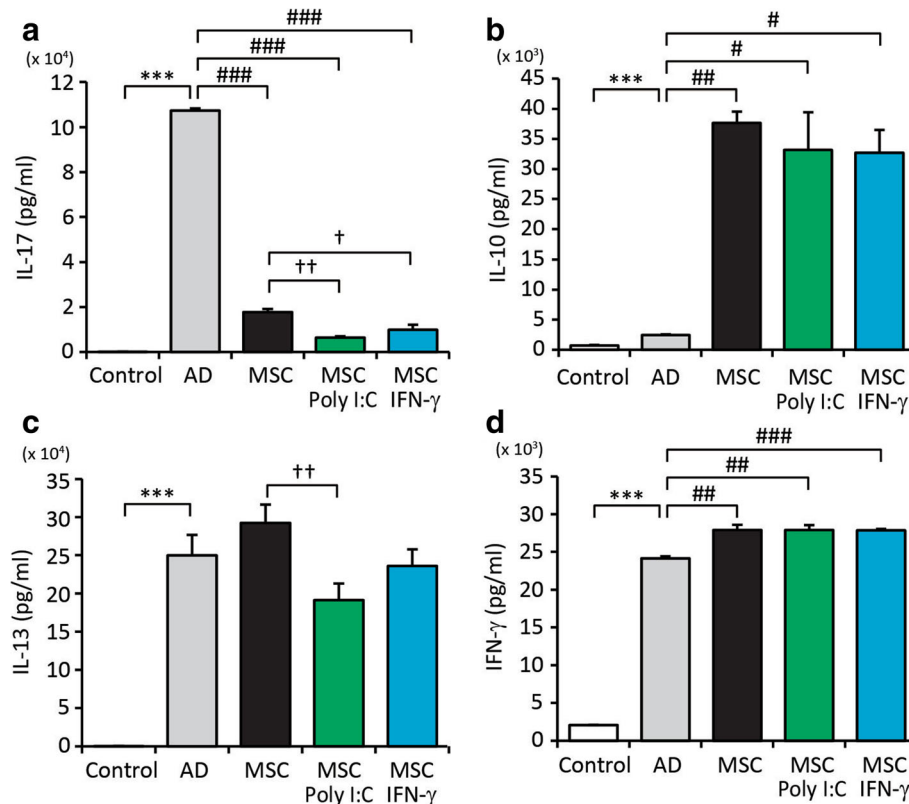 a
(x 10⁴)
###
###
*** ###
12
10
8
6
4
2
0
IL-17 (pg/ml)
†
††
Control AD MSC MSC MSC
Poly I:C IFN-γ
b
(x 10³)
#
#
*** ##
45
40
35
30
25
20
15
10
5
0
IL-10 (pg/ml)
Control AD MSC MSC MSC
Poly I:C IFN-γ
c
(x 10⁴)
*** ††
35
30
25
20
15
10
5
0
IL-13 (pg/ml)
Control AD MSC MSC MSC
Poly I:C IFN-γ
d
(x 10³)
###
##
*** ##
35
30
25
20
15
10
5
0
IFN-γ (pg/ml)
Control AD MSC MSC MSC
Poly I:C IFN-γ